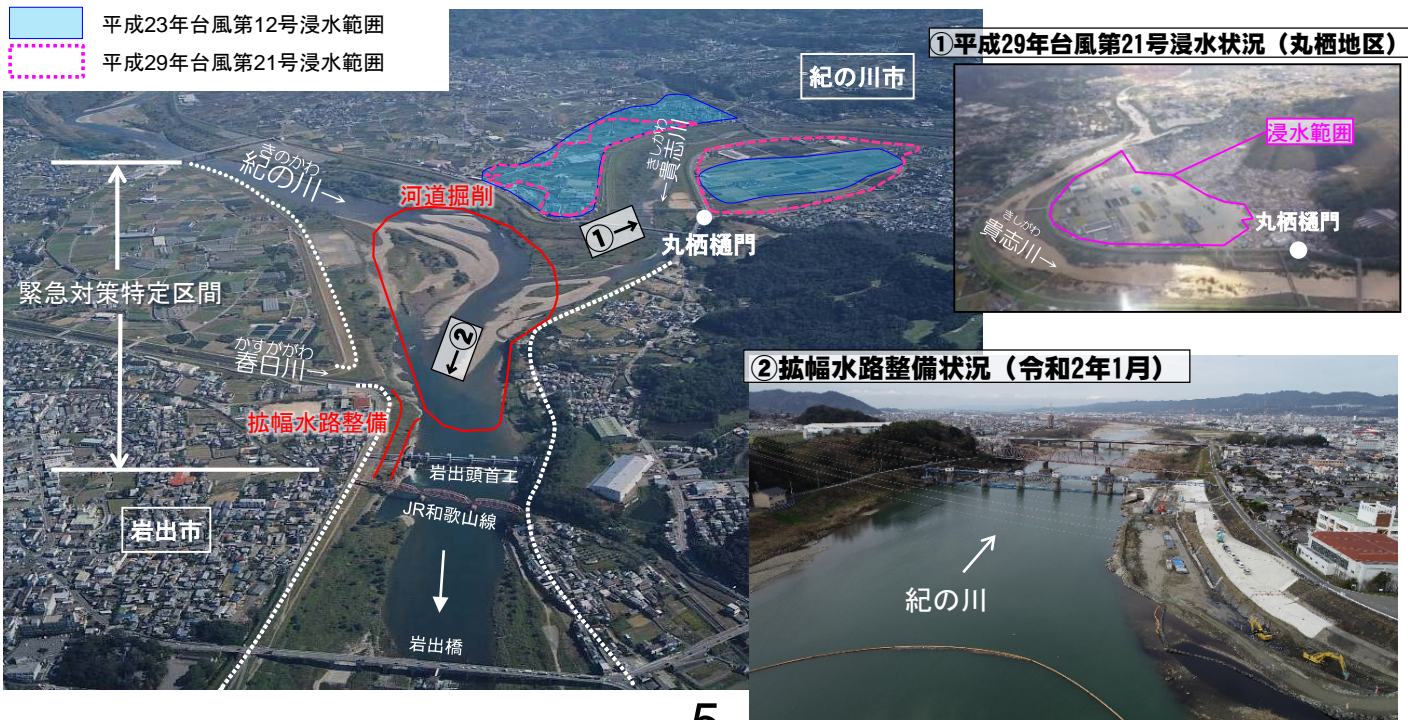 平成23年台風第12号浸水範囲
平成29年台風第21号浸水範囲
紀の川市
きのかわ
紀の川→
河道掘削
きしがわ
←貴志川
①→
丸栖樋門
緊急対策特定区間
②→
かすががわ
春日川→
拡幅水路整備
岩出頭首工
JR和歌山線
岩出市
岩出橋
①平成29年台風第21号浸水状況（丸栖地区）
浸水範囲
丸栖樋門
きしがわ
貴志川→
②拡幅水路整備状況（令和2年1月）
紀の川
5